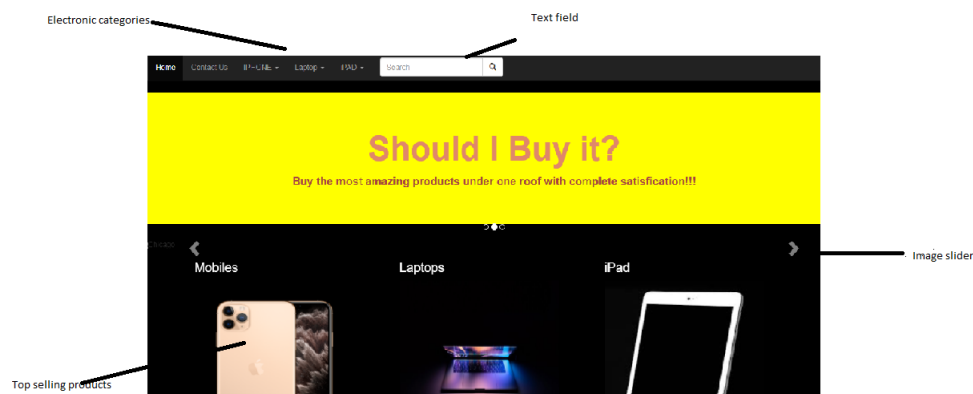 Electronic categories
Text field
Home Contact Us IPHONE Laptop iPAD Search
Should I Buy it?
Buy the most amazing products under one roof with complete satisfication!!!
Image slider
Mobiles Laptops iPad
Top selling products